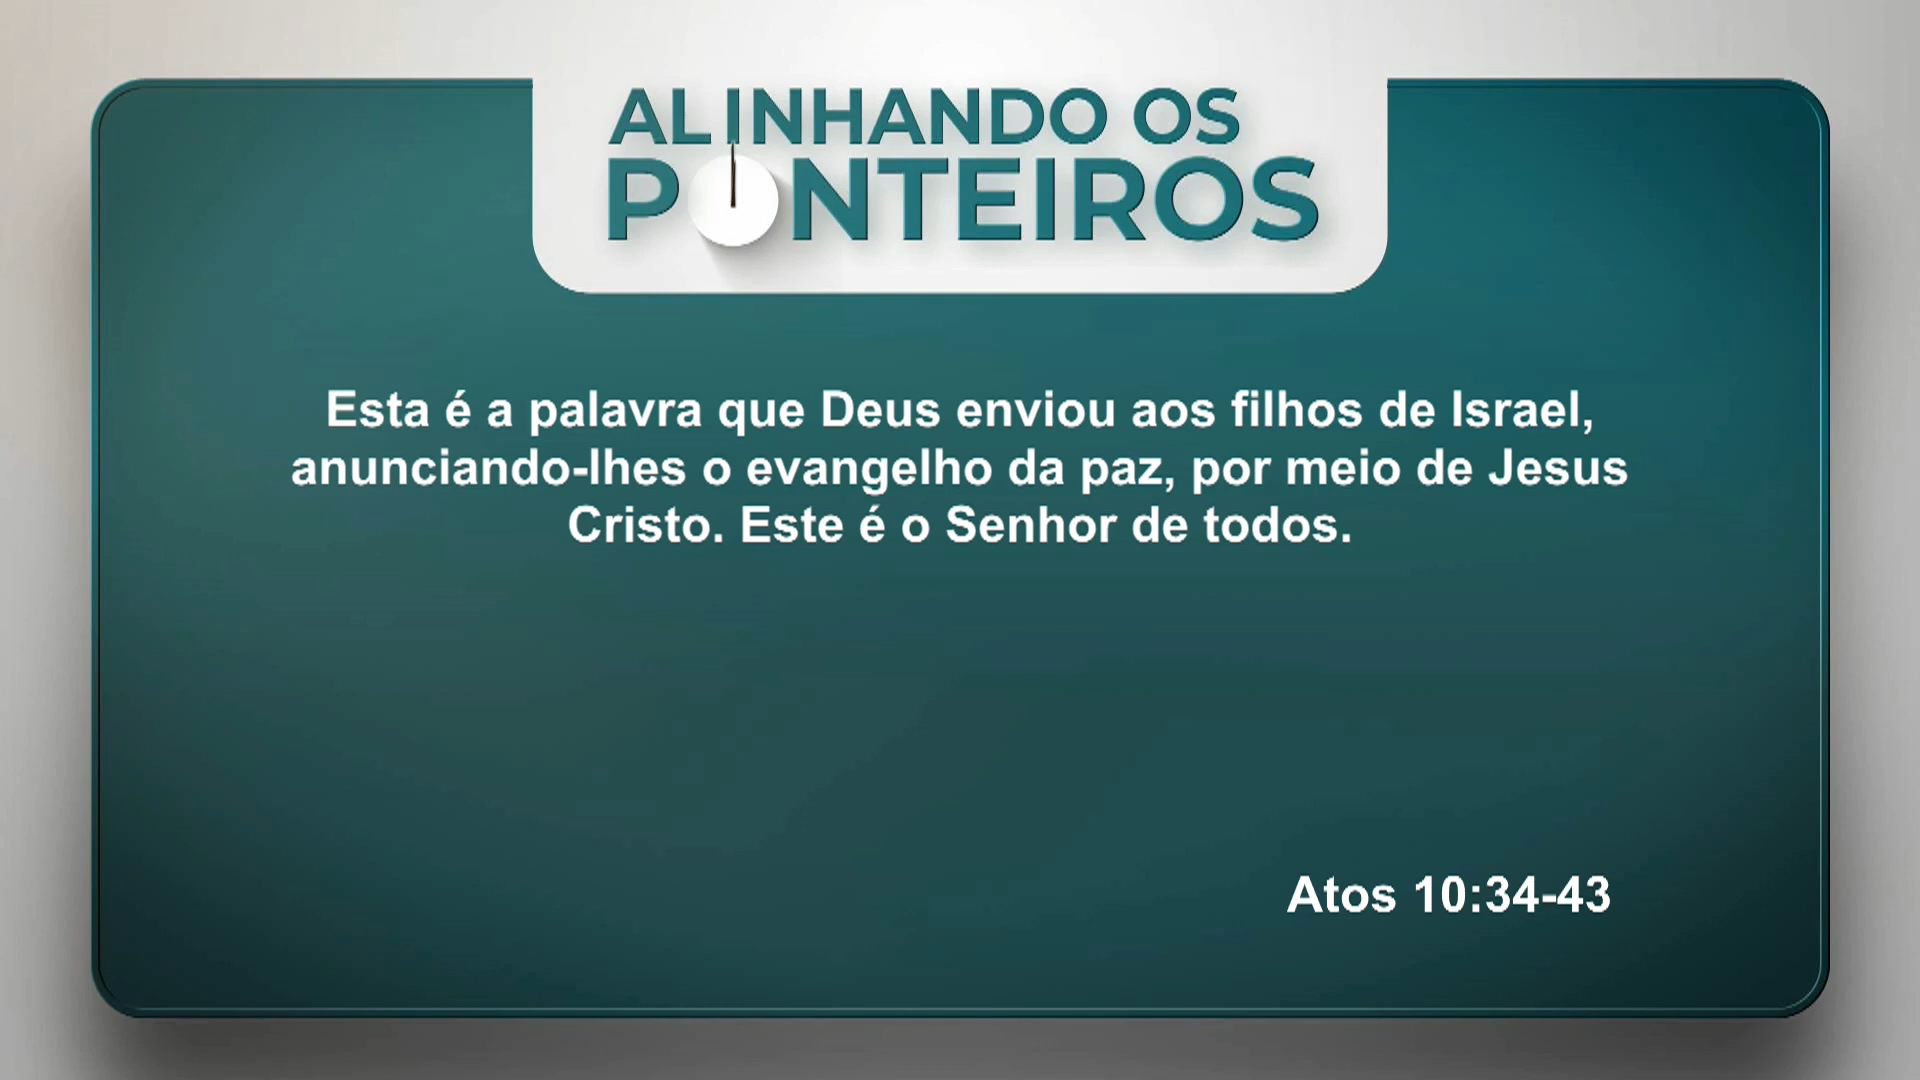 ALINHANDO OS
PONTEIROS
Esta é a palavra que Deus enviou aos filhos de Israel,
anunciando-lhes o evangelho da paz, por meio de Jesus
Cristo. Este é o Senhor de todos.
Atos 10:34-43